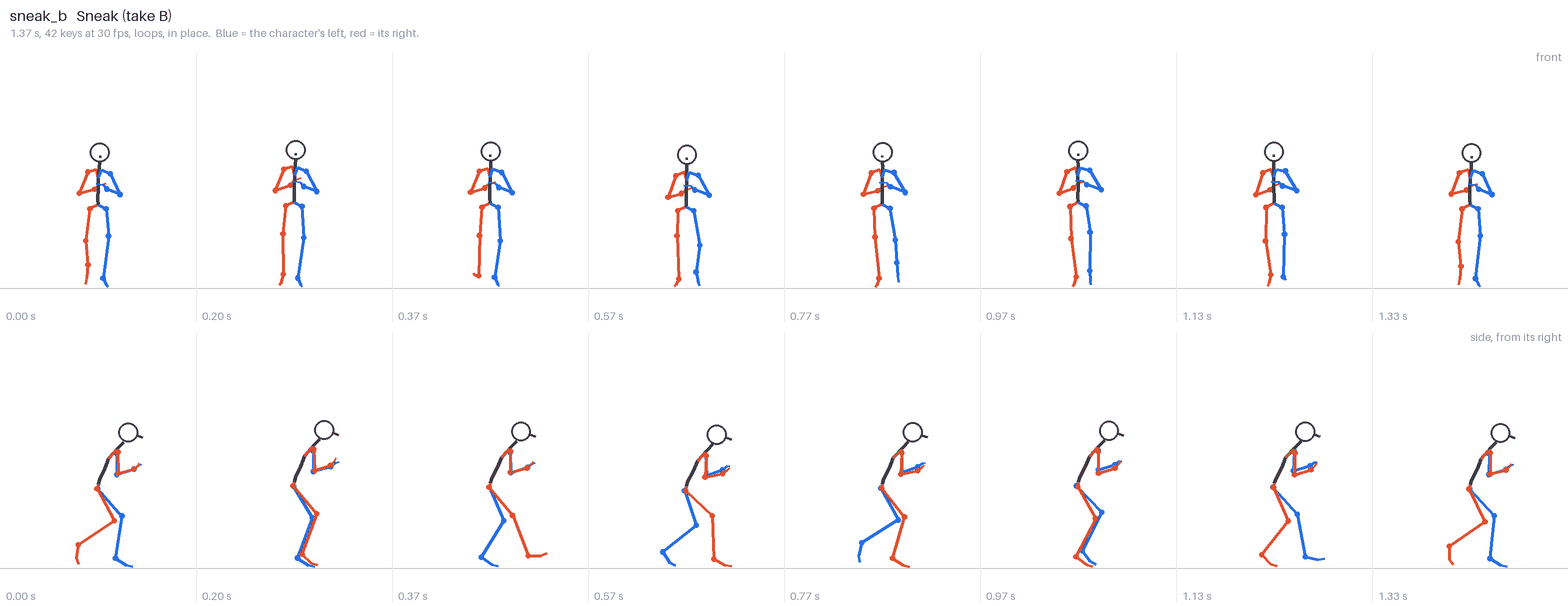 sneak_b Sneak (take B)
1.37 s, 42 keys at 30 fps, loops, in place. Blue = the character's left, red = its right.
front
0.00 s 0.20 s 0.37 s 0.57 s 0.77 s 0.97 s 1.13 s 1.33 s
side, from its right
0.00 s 0.20 s 0.37 s 0.57 s 0.77 s 0.97 s 1.13 s 1.33 s